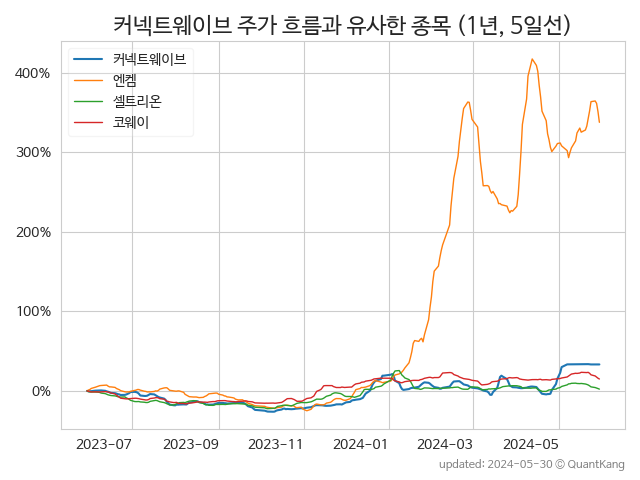 커넥트웨이브 주가 흐름과 유사한 종목 (1년, 5일선)
커넥트웨이브
엔켐
셀트리온
코웨이
400%
300%
200%
100%
0%
2023-07 2023-09 2023-11 2024-01 2024-03 2024-05
updated: 2024-05-30 © QuantKang